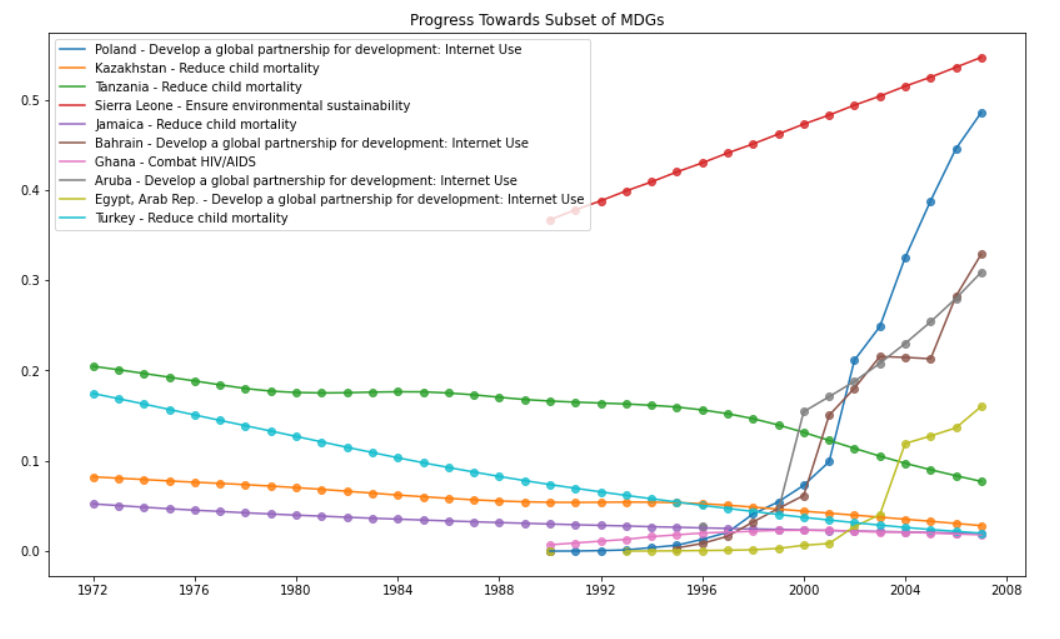 Progress Towards Subset of MDGs
Poland - Develop a global partnership for development: Internet Use
Kazakhstan - Reduce child mortality
Tanzania - Reduce child mortality
Sierra Leone - Ensure environmental sustainability
Jamaica - Reduce child mortality
Bahrain - Develop a global partnership for development: Internet Use
Ghana - Combat HIV/AIDS
Aruba - Develop a global partnership for development: Internet Use
Egypt, Arab Rep. - Develop a global partnership for development: Internet Use
Turkey - Reduce child mortality
0.5
0.4
0.3
0.2
0.1
0.0
1972 1976 1980 1984 1988 1992 1996 2000 2004 2008